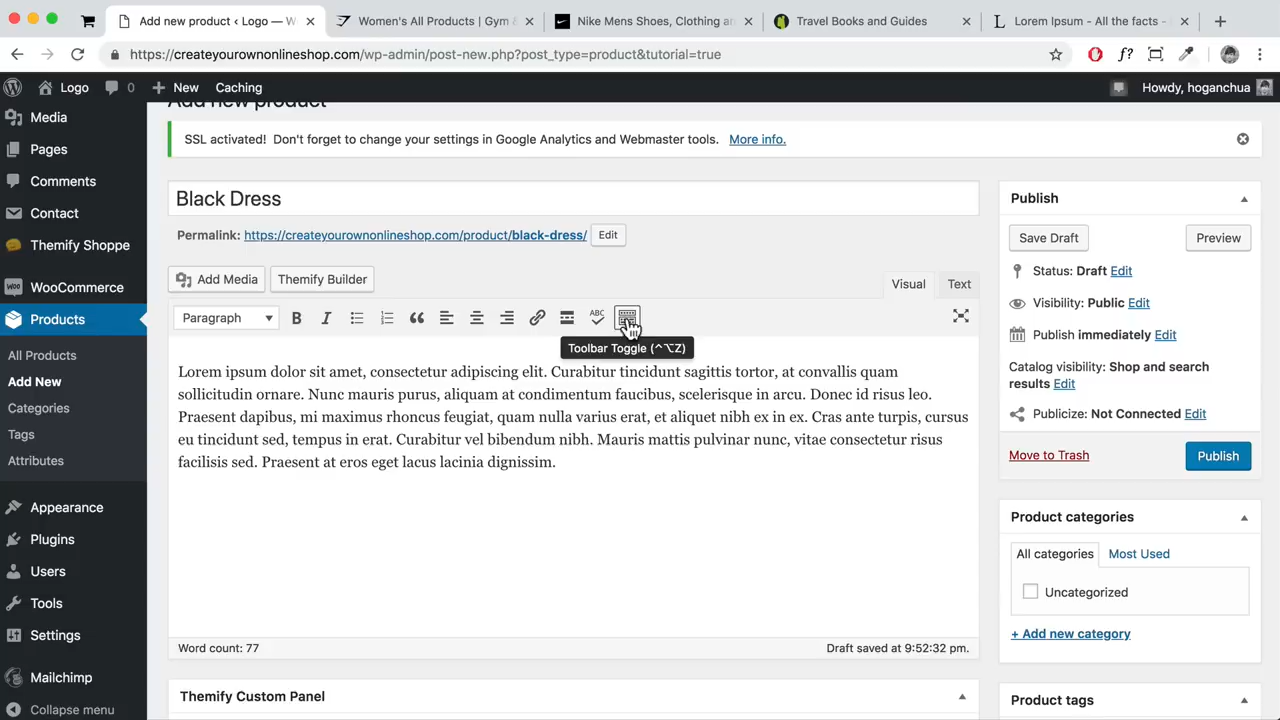 Add new product ‹ Logo — W
Women's All Products | Gym &
Nike Mens Shoes, Clothing an
Travel Books and Guides
Lorem Ipsum - All the facts -
https://createyourownonlineshop.com/wp-admin/post-new.php?post_type=product&tutorial=true
f?
Logo
0
New
Caching
Howdy, hoganchua
Media
Pages
Comments
Contact
Themify Shoppe
WooCommerce
Products
All Products
Add New
Categories
Tags
Attributes
Appearance
Plugins
Users
Tools
Settings
Mailchimp
Collapse menu
Add new product
SSL activated! Don't forget to change your settings in Google Analytics and Webmaster tools. More info.
Black Dress
Permalink: https://createyourownonlineshop.com/product/black-dress/ Edit
Add Media
Themify Builder
Visual
Text
Paragraph
B I
ABC
Toolbar Toggle (^⌥Z)
Lorem ipsum dolor sit amet, consectetur adipiscing elit. Curabitur tincidunt sagittis tortor, at convallis quam
sollicitudin ornare. Nunc mauris purus, aliquam at condimentum faucibus, scelerisque in arcu. Donec id risus leo.
Praesent dapibus, mi maximus rhoncus feugiat, quam nulla varius erat, et aliquet nibh ex in ex. Cras ante turpis, cursus
eu tincidunt sed, tempus in erat. Curabitur vel bibendum nibh. Mauris mattis pulvinar nunc, vitae consectetur risus
facilisis sed. Praesent at eros eget lacus lacinia dignissim.
Word count: 77
Draft saved at 9:52:32 pm.
Themify Custom Panel
Publish
Save Draft
Preview
Status: Draft Edit
Visibility: Public Edit
Publish immediately Edit
Catalog visibility: Shop and search
results Edit
Publicize: Not Connected Edit
Move to Trash
Publish
Product categories
All categories
Most Used
Uncategorized
+ Add new category
Product tags